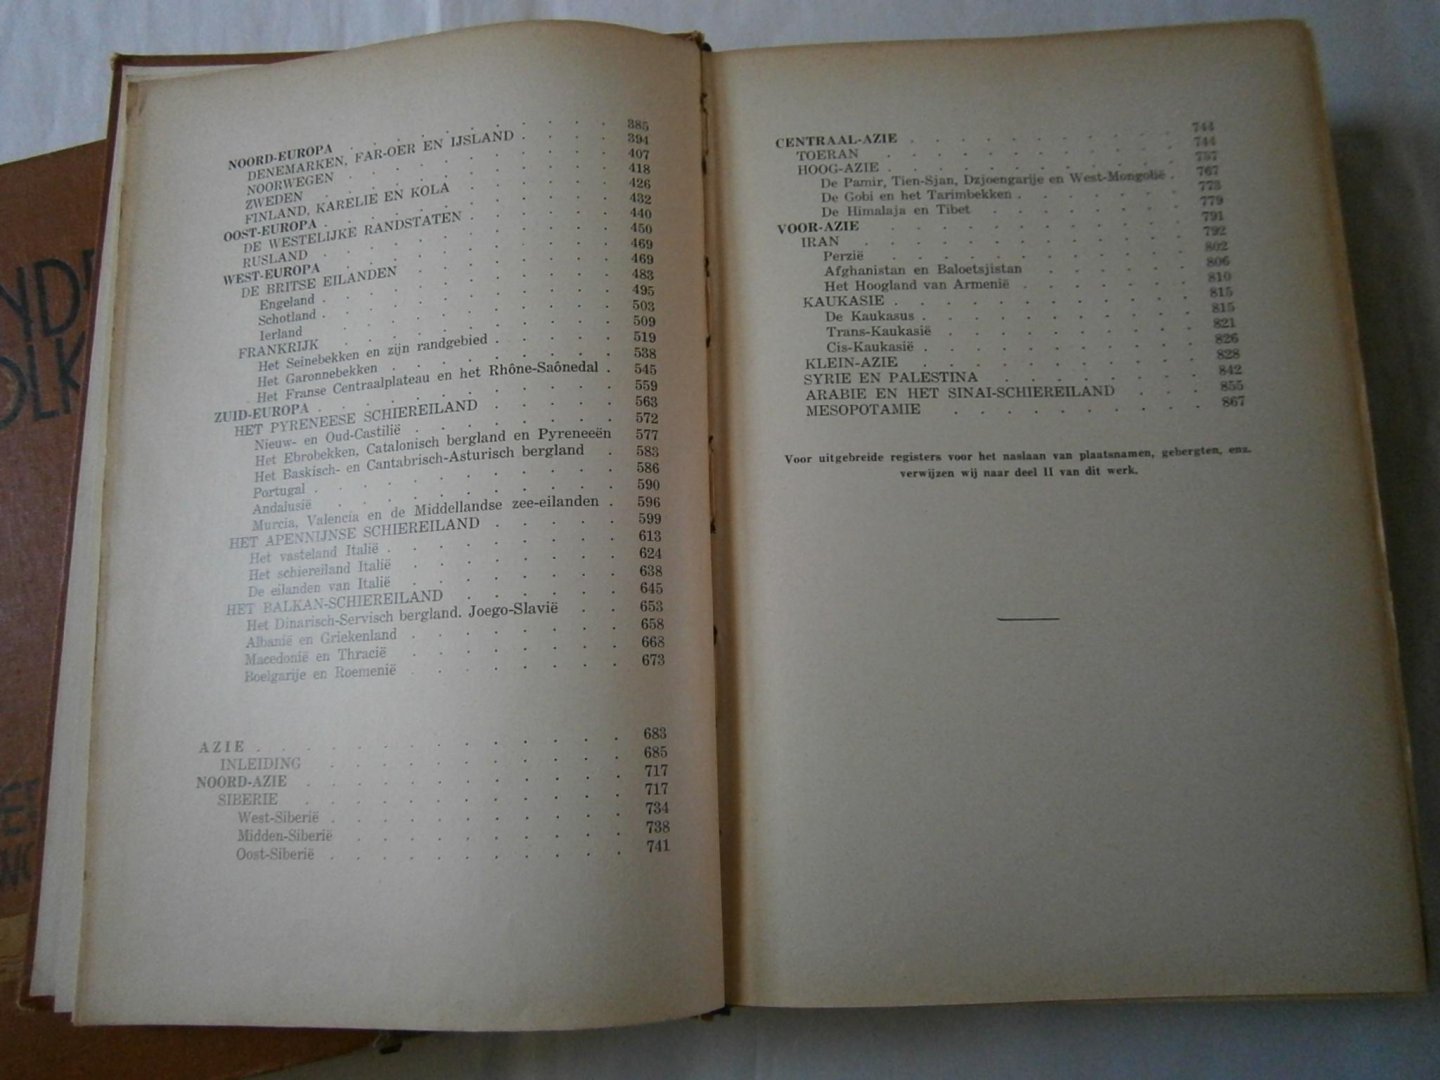 NOORD-EUROPA . . . . . . . . . . 385
DENEMARKEN, FAR-OER EN IJSLAND . . . . 394
NOORWEGEN . . . . . . . . . . 407
ZWEDEN . . . . . . . . . . 418
FINLAND, KARELIE EN KOLA . . . . . . 426
OOST-EUROPA . . . . . . . . . . 432
DE WESTELIJKE RANDSTATEN . . . . . . 440
RUSLAND . . . . . . . . . . 450
WEST-EUROPA . . . . . . . . . . 469
DE BRITSE EILANDEN . . . . . . . 469
Engeland . . . . . . . . . . 483
Schotland . . . . . . . . . . 495
Ierland . . . . . . . . . . 503
FRANKRIJK . . . . . . . . . . 509
Het Seinebekken en zijn randgebied . . . . 519
Het Garonnebekken . . . . . . . . 538
Het Franse Centraalplateau en het Rhône-Saônedal . 545
ZUID-EUROPA . . . . . . . . . . 559
HET PYRENEESE SCHIEREILAND . . . . . 563
Nieuw- en Oud-Castilië . . . . . . . 572
Het Ebrobekken, Catalonisch bergland en Pyreneeën 577
Het Baskisch- en Cantabrisch-Asturisch bergland . 583
Portugal . . . . . . . . . . 586
Andalusië . . . . . . . . . . 590
Murcia, Valencia en de Middellandse zee-eilanden . 596
HET APENNIJNSE SCHIEREILAND . . . . . 599
Het vasteland Italië . . . . . . . . 613
Het schiereiland Italië . . . . . . . 624
De eilanden van Italië . . . . . . . 638
HET BALKAN-SCHIEREILAND . . . . . . 645
Het Dinarisch-Servisch bergland. Joego-Slavië . . 653
Albanië en Griekenland . . . . . . . 658
Macedonië en Thracië . . . . . . . 668
Boelgarije en Roemenië . . . . . . . 673
AZIE . . . . . . . . . . . . 683
INLEIDING . . . . . . . . . . 685
NOORD-AZIE . . . . . . . . . . 717
SIBERIE . . . . . . . . . . 717
West-Siberië . . . . . . . . . . 734
Midden-Siberië . . . . . . . . . 738
Oost-Siberië . . . . . . . . . . 741
CENTRAAL-AZIE . . . . . . . . . 744
TOERAN . . . . . . . . . . 744
HOOG-AZIE . . . . . . . . . . 757
De Pamir, Tien-Sjan, Dzjoengarije en West-Mongolië . 767
De Gobi en het Tarimbekken . . . . . . 773
De Himalaja en Tibet . . . . . . . 779
VOOR-AZIE . . . . . . . . . . 791
IRAN . . . . . . . . . . 792
Perzië . . . . . . . . . . 802
Afghanistan en Baloetsjistan . . . . . 806
Het Hoogland van Armenië . . . . . . 810
KAUKASIE . . . . . . . . . . 815
De Kaukasus . . . . . . . . . . 815
Trans-Kaukasië . . . . . . . . . 821
Cis-Kaukasië . . . . . . . . . . 826
KLEIN-AZIE . . . . . . . . . . 828
SYRIE EN PALESTINA . . . . . . . . 842
ARABIE EN HET SINAI-SCHIEREILAND . . . . 855
MESOPOTAMIE . . . . . . . . . . 867
Voor uitgebreide registers voor het naslaan van plaatsnamen, gebergten, enz.
verwijzen wij naar deel II van dit werk.